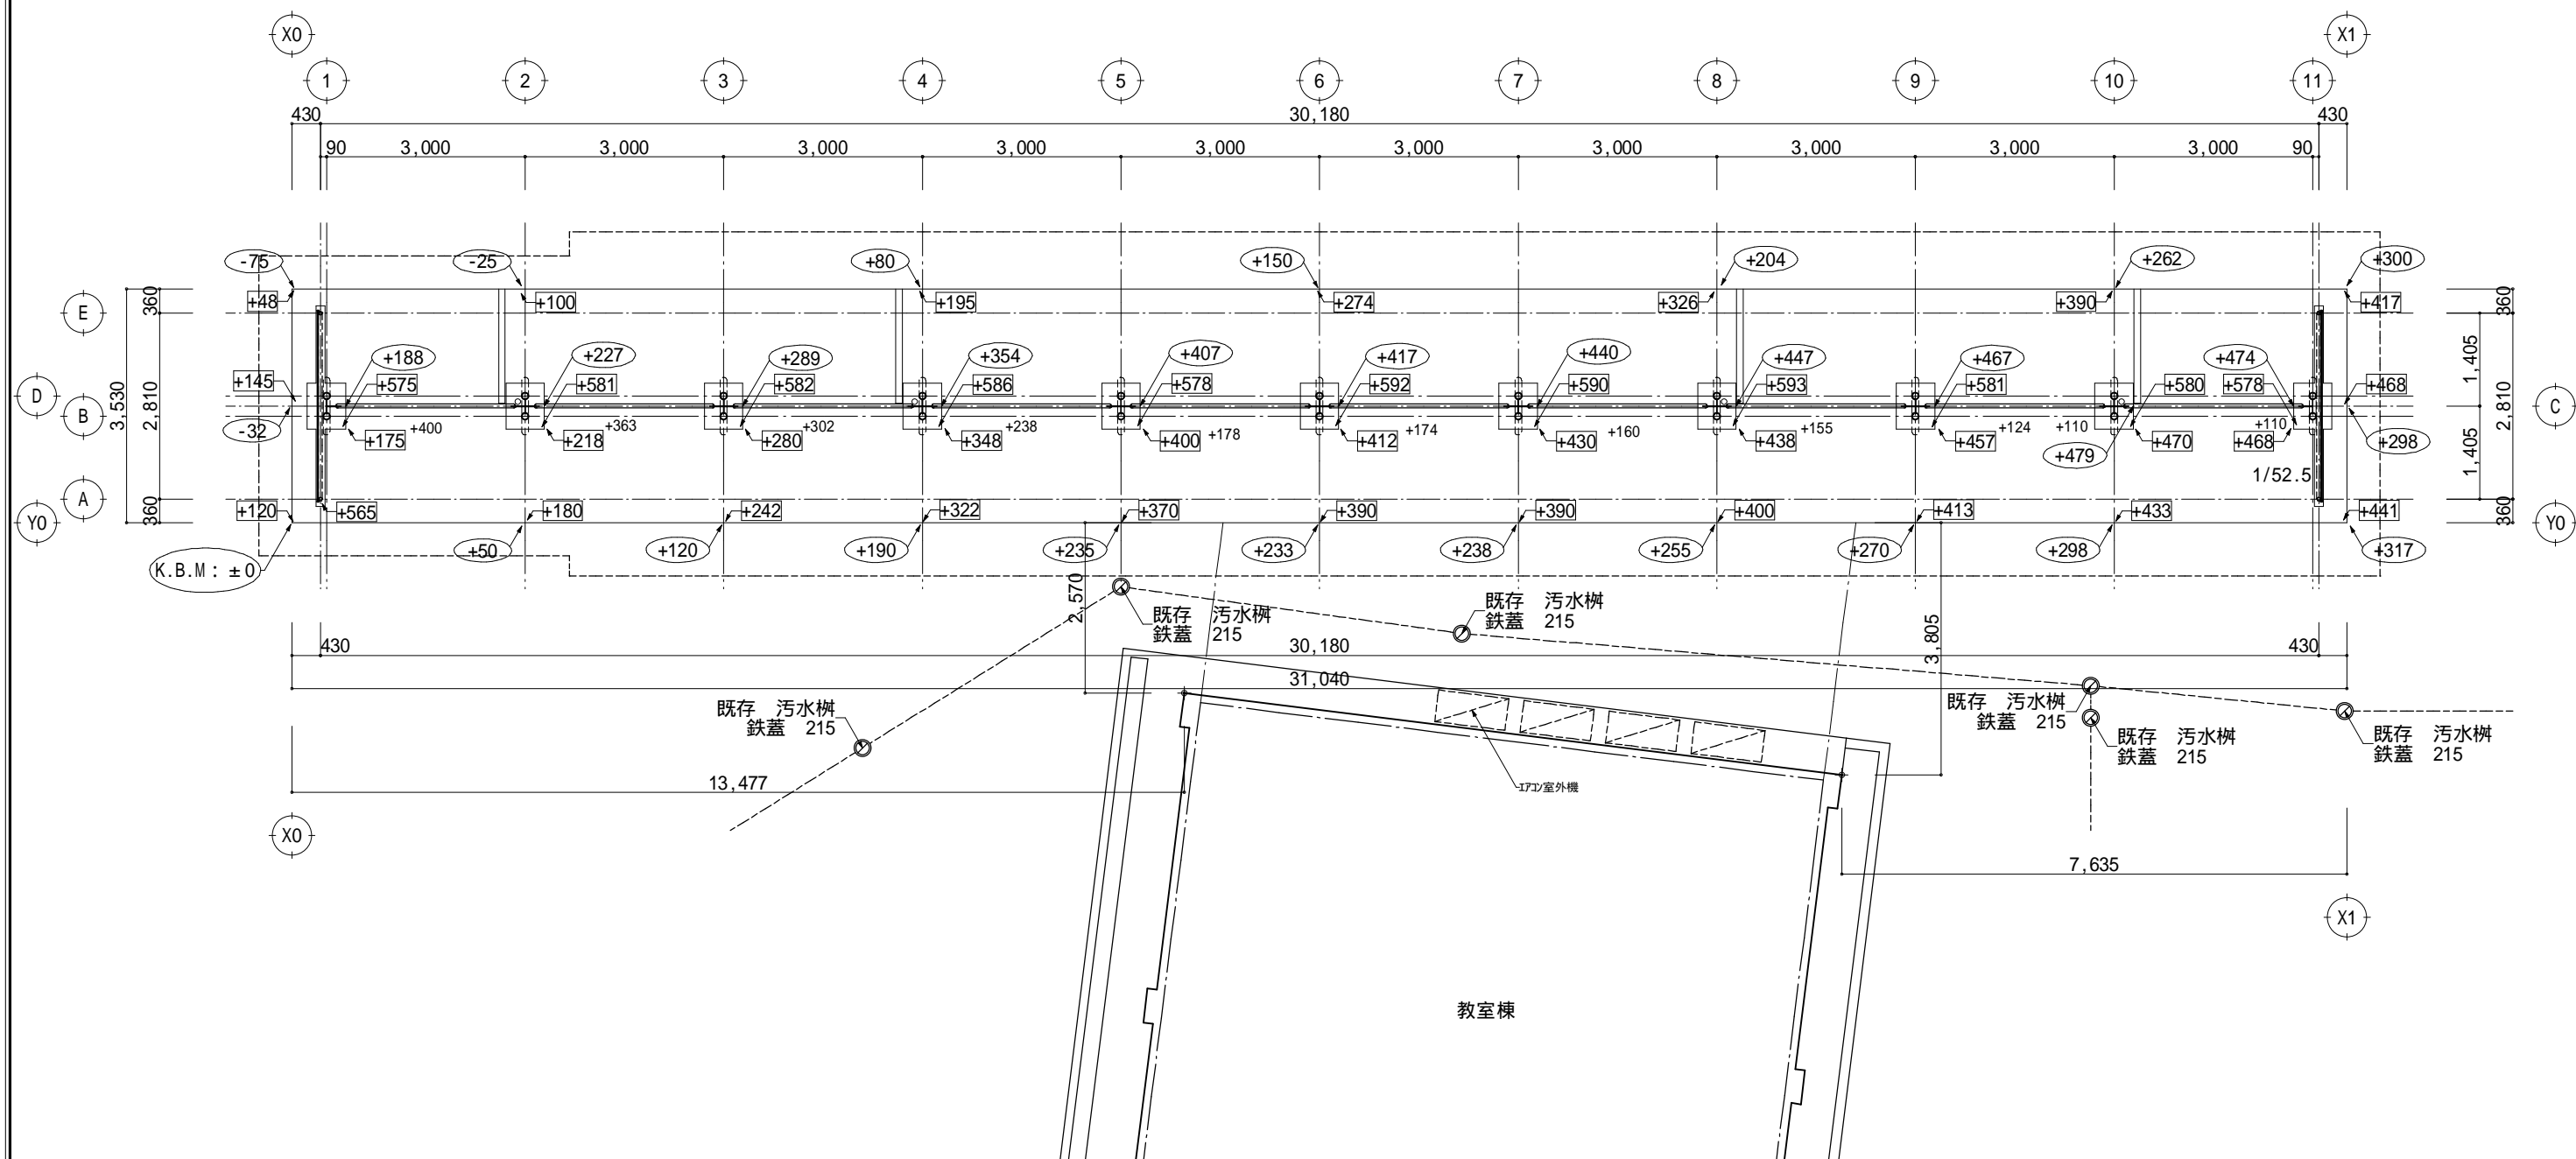 X0 X1
1 2 3 4 5 6 7 8 9 10 11
430 30,180 430
90 3,000 3,000 3,000 3,000 3,000 3,000 3,000 3,000 3,000 3,000 90
-75 -25 +80 +150 +204 +262 +300
+48 +100 +195 +274 +326 +390 +417
E 360 360
+188 +227 +289 +354 +407 +417 +440 +447 +467 +474
+145 +575 +581 +582 +586 +578 +592 +590 +593 +581 +580 +578 +468
D 3,530 2,810 1,405 2,810
B C
-32 +400 +363 +302 +238 +178 +174 +160 +155 +124 +110 +110
+175 +218 +280 +348 +400 +412 +430 +438 +457 +470 +468 +298
+479 1,405
1/52.5
A 360 360
+120 +565 +180 +242 +322 +370 +390 +390 +400 +413 +433 +441
Y0 Y0
+50 +120 +190 +235 +233 +238 +255 +270 +298 +317
K.B.M: ±0
2,570
既存 汚水桝
鉄蓋 215
既存 汚水桝
鉄蓋 215
3,805
430 30,180 430
31,040
既存 汚水桝
鉄蓋 215
既存 汚水桝
鉄蓋 215
既存 汚水桝
鉄蓋 215
既存 汚水桝
鉄蓋 215
13,477
エアコン室外機
X0
7,635
X1
教室棟